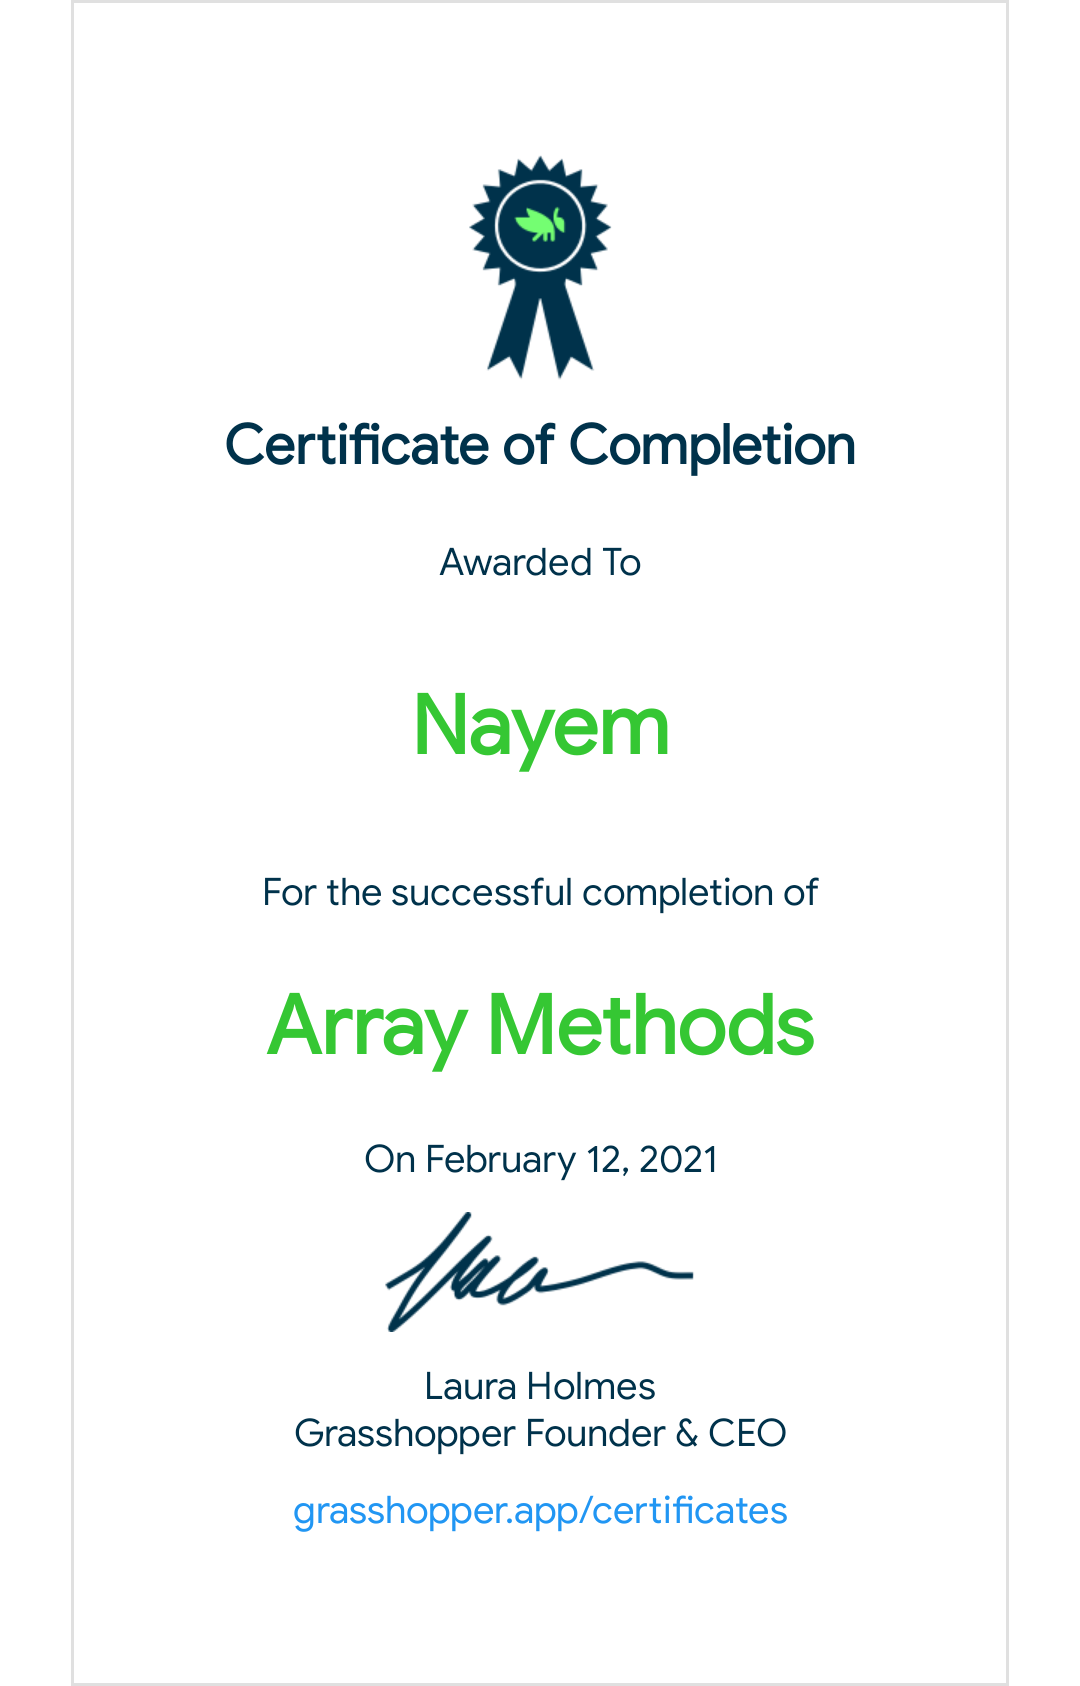 Certificate of Completion
Awarded To
Nayem
For the successful completion of
Array Methods
On February 12, 2021
Laura Holmes
Grasshopper Founder & CEO
grasshopper.app/certificates